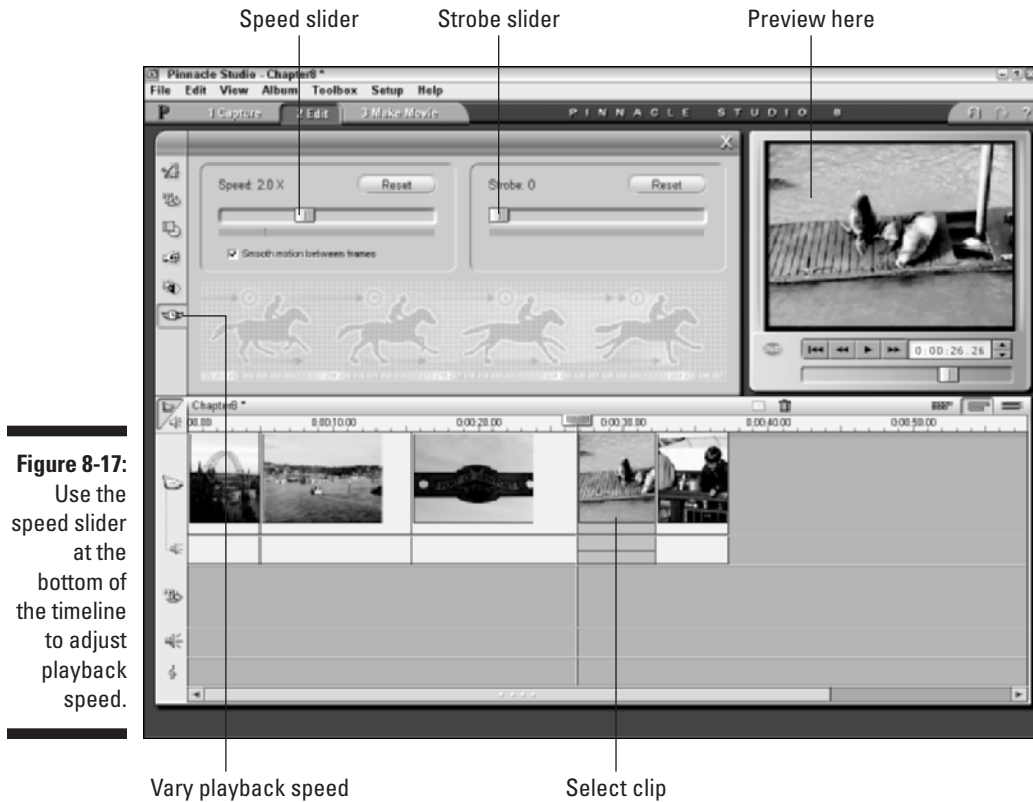 Speed slider
Strobe slider
Preview here
Pinnacle Studio - Chapter8 *
File Edit View Album Toolbox Setup Help
1 Capture 2 Edit 3 Make Movie PINNACLE STUDIO 8
Speed: 2.0 X Reset
Strobe: 0 Reset
Smooth motion between frames
0:00:26.26
Chapter8 *
00.00 0:00:10.00 0:00:20.00 0:00:30.00 0:00:40.00 0:00:50.00
Figure 8-17:
Use the
speed slider
at the
bottom of
the timeline
to adjust
playback
speed.
Vary playback speed
Select clip